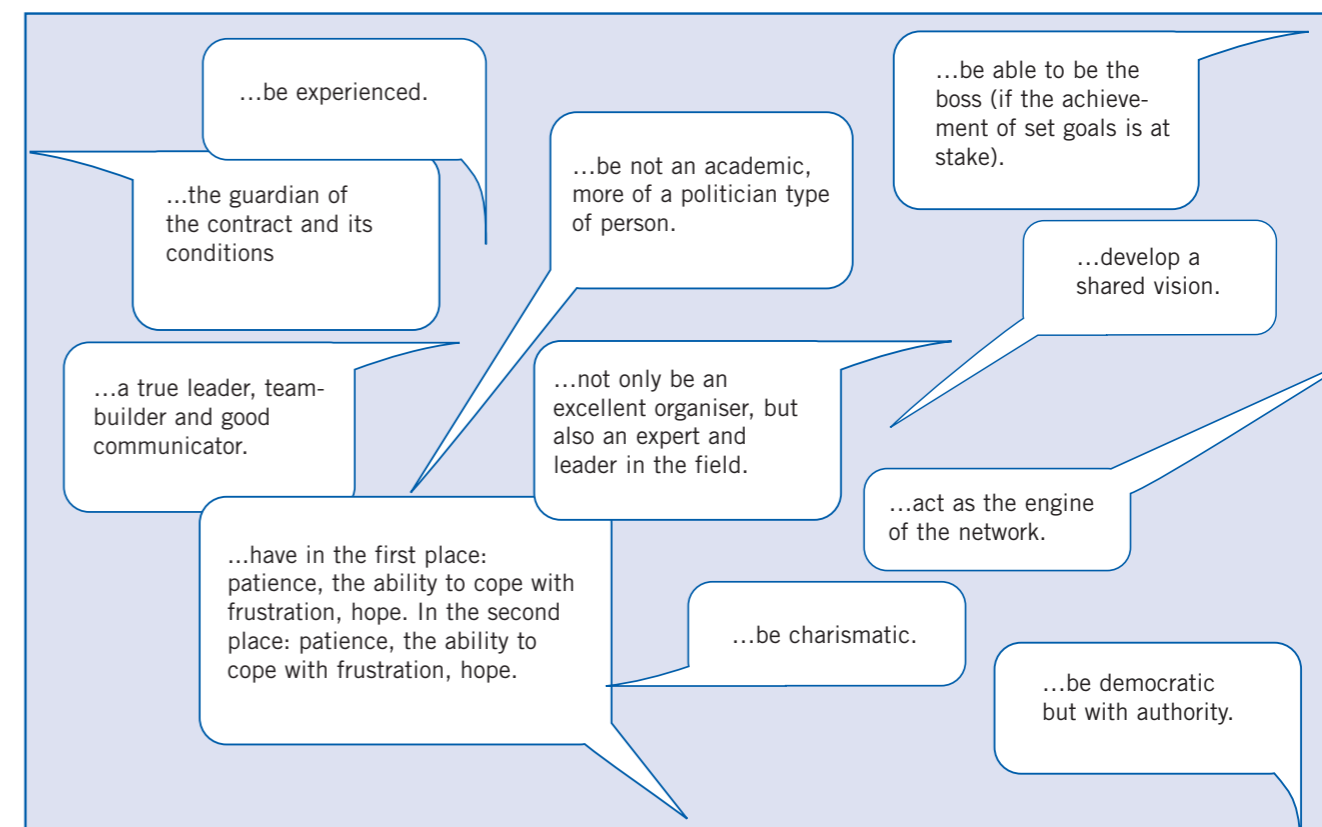 …be experienced.
…be able to be the
boss (if the achieve-
ment of set goals is at
stake).
…the guardian of
the contract and its
conditions
…be not an academic,
more of a politician type
of person.
…develop a
shared vision.
…a true leader, team-
builder and good
communicator.
…not only be an
excellent organiser, but
also an expert and
leader in the field.
…act as the engine
of the network.
…have in the first place:
patience, the ability to cope with
frustration, hope. In the second
place: patience, the ability to
cope with frustration, hope.
…be charismatic.
…be democratic
but with authority.